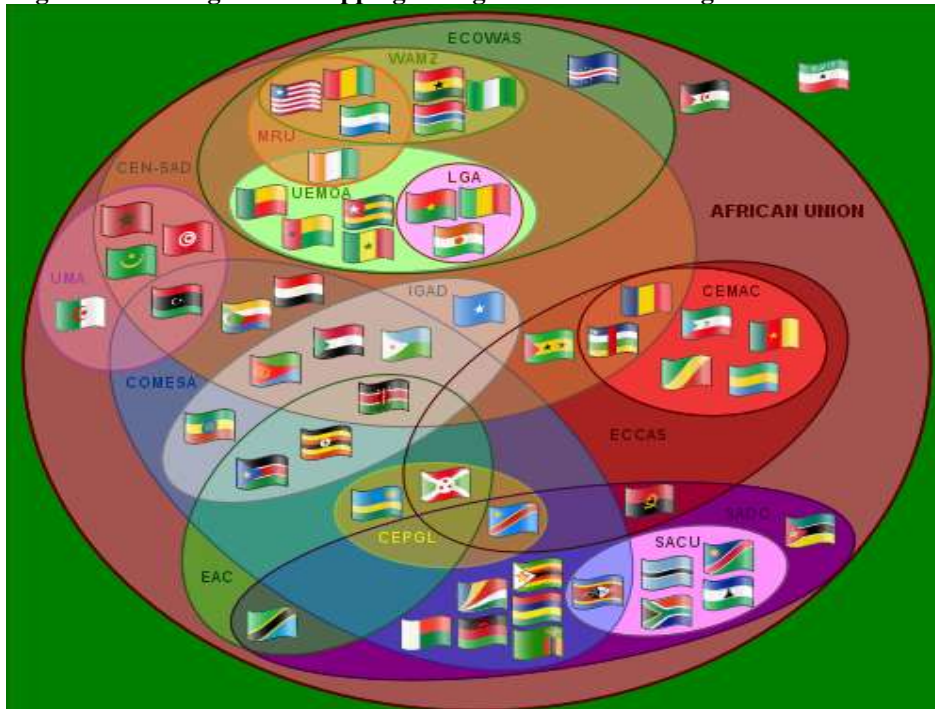 ECOWAS
WAMZ
MRU
CEN-SAD
UEMOA
LGA
AFRICAN UNION
UMA
IGAD
CEMAC
COMESA
ECCAS
SADC
CEPGL
SACU
EAC